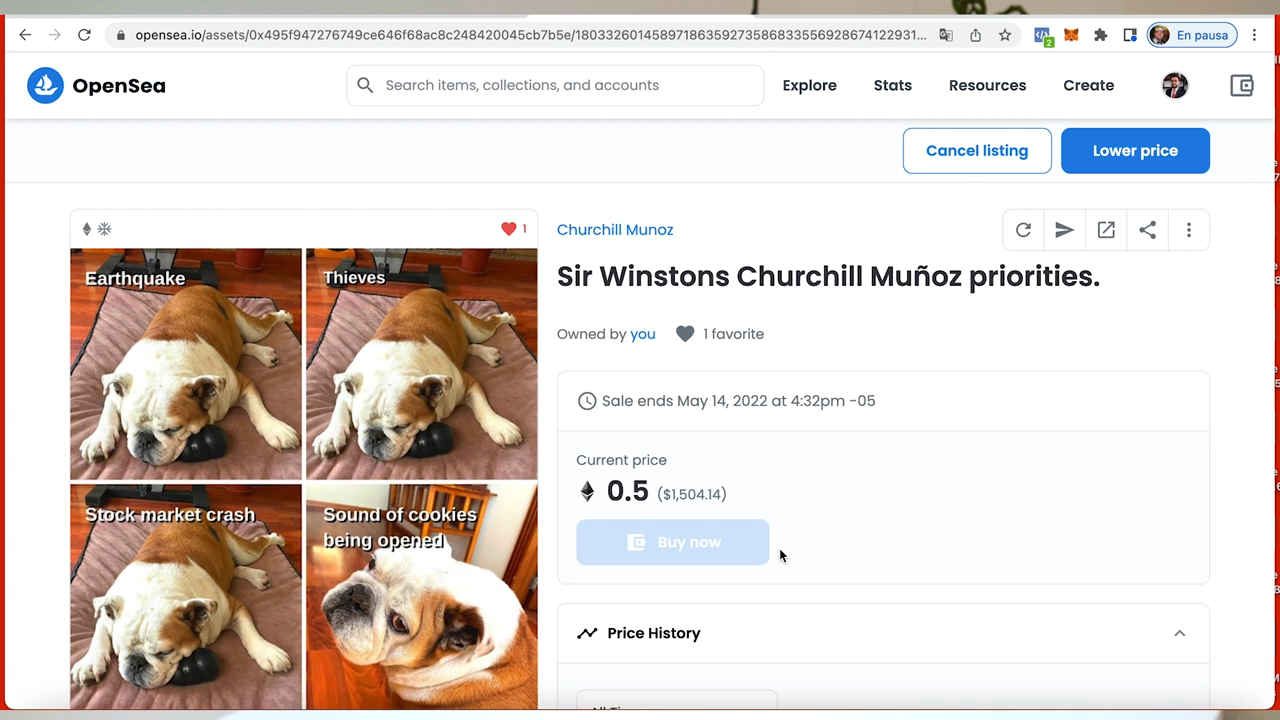 opensea.io/assets/0x495f947276749ce646f68ac8c248420045cb7b5e/18033260145897186359273586833556928674122931...
2
En pausa
OpenSea
Search items, collections, and accounts
Explore
Stats
Resources
Create
Cancel listing
Lower price
1
Churchill Munoz
Earthquake
Thieves
Sir Winstons Churchill Muñoz priorities.
Owned by you
1 favorite
Sale ends May 14, 2022 at 4:32pm -05
Current price
0.5 ($1,504.14)
Stock market crash
Sound of cookies
being opened
Buy now
Price History